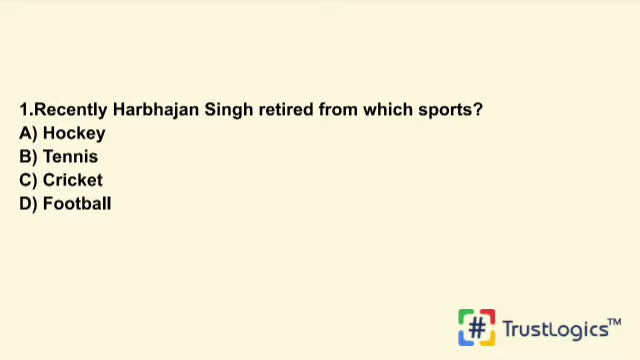 1.Recently Harbhajan Singh retired from which sports?
A) Hockey
B) Tennis
C) Cricket
D) Football
# TrustLogics™